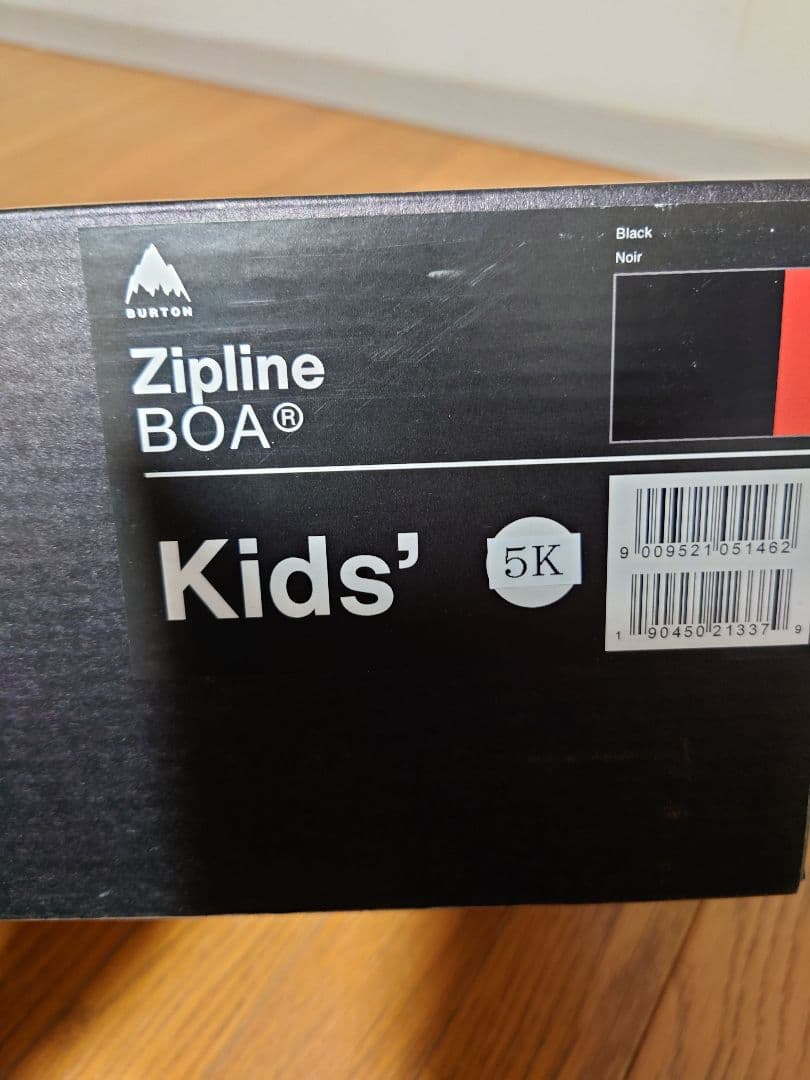 BURTON
Zipline
BOA®
Black
Noir
Kids’
5K
9 009521 051462
1 90450 21337 9